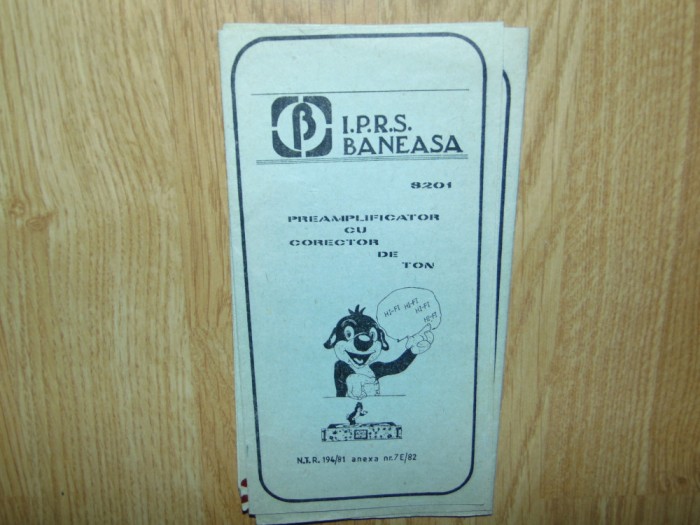 β
I.P.R.S.
BANEASA
8201
PREAMPLIFICATOR
CU
CORECTOR
DE
TON
HI-FI
HI-FI
HI-FI
HI-FI
N.T.R. 194/81 anexa nr.7E/82